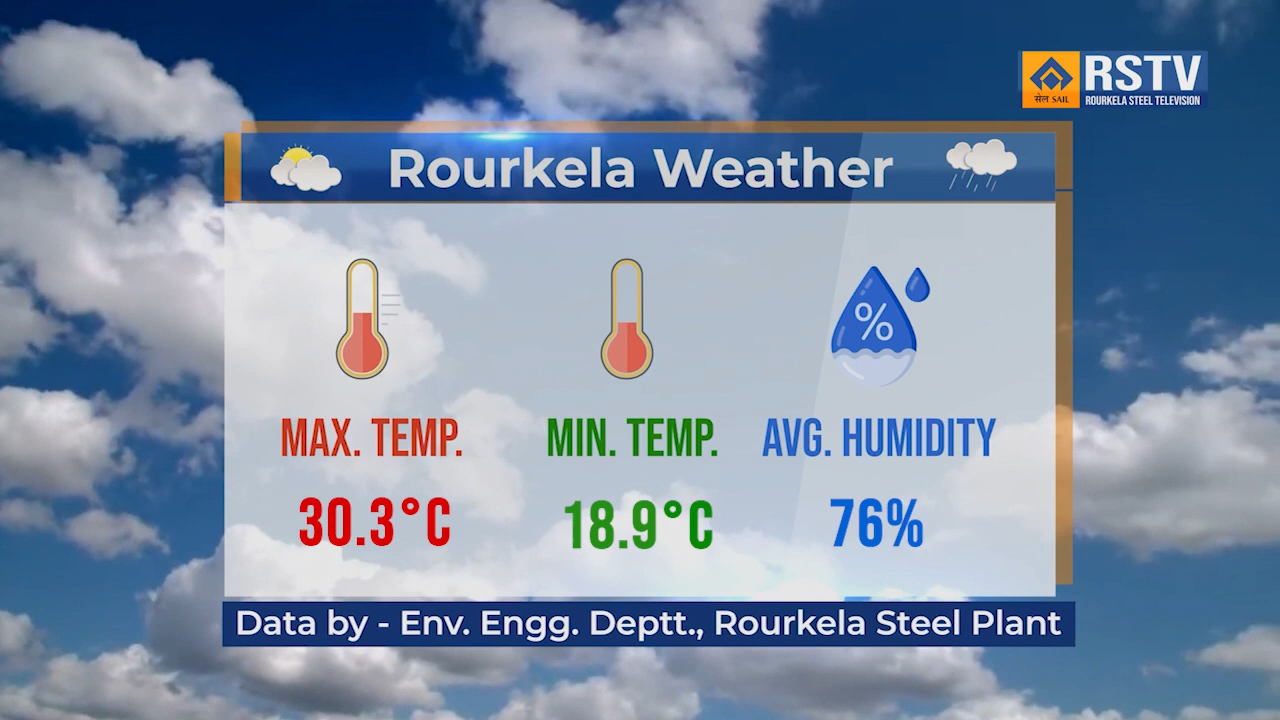 RSTV
सेल SAIL
ROURKELA STEEL TELEVISION
Rourkela Weather
%
MAX. TEMP.
MIN. TEMP.
AVG. HUMIDITY
30.3°C
18.9°C
76%
Data by - Env. Engg. Deptt., Rourkela Steel Plant